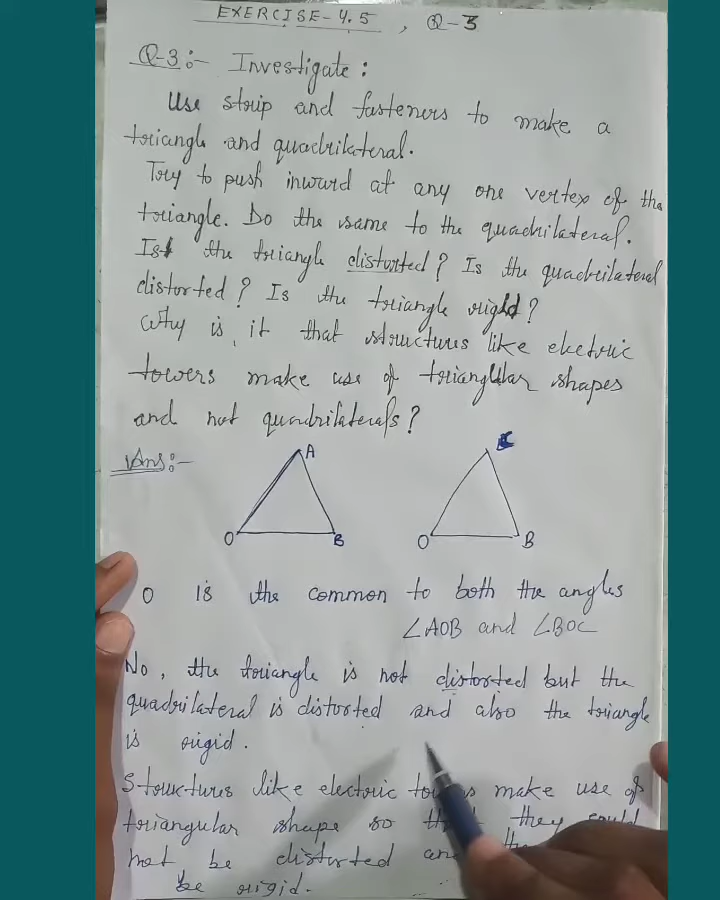 EXERCISE-4.5, Q-3
Q-3:- Investigate:
Use strip and fasteners to make a
triangle and quadrilateral.
Try to push inward at any one vertex of the
triangle. Do the same to the quadrilateral.
Is the triangle distorted? Is the quadrilateral
distorted? Is the triangle rigid?
Why is it that structures like electric
towers make use of triangular shapes
and not quadrilaterals?
Ans:-
A C
O B O B
O is the common to both the angles
∠AOB and ∠BOC
No, the triangle is not distorted but the
quadrilateral is distorted and also the triangle
is rigid.
Structures like electric make use of
triangular shape so they could
not be distorted
be rigid.